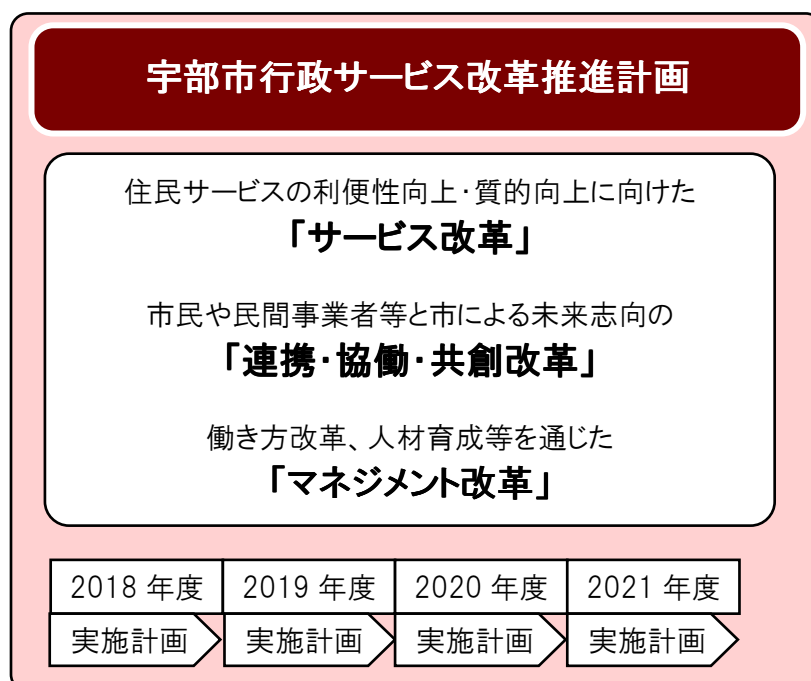 宇部市行政サービス改革推進計画
住民サービスの利便性向上・質的向上に向けた
「サービス改革」
市民や民間事業者等と市による未来志向の
「連携・協働・共創改革」
働き方改革、人材育成等を通じた
「マネジメント改革」
2018 年度 2019 年度 2020 年度 2021 年度
実施計画 実施計画 実施計画 実施計画